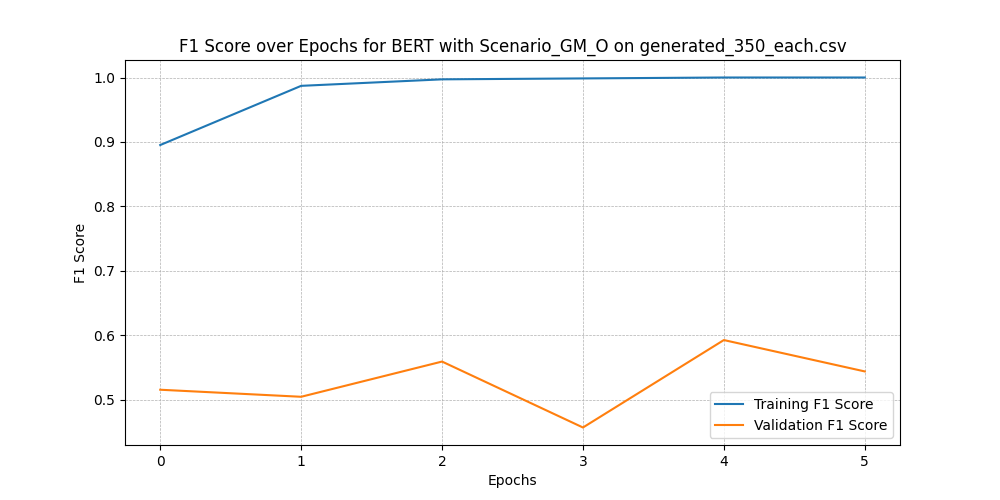 F1 Score over Epochs for BERT with Scenario_GM_O on generated_350_each.csv
F1 Score
1.0
0.9
0.8
0.7
0.6
0.5
Training F1 Score
Validation F1 Score
0 1 2 3 4 5
Epochs